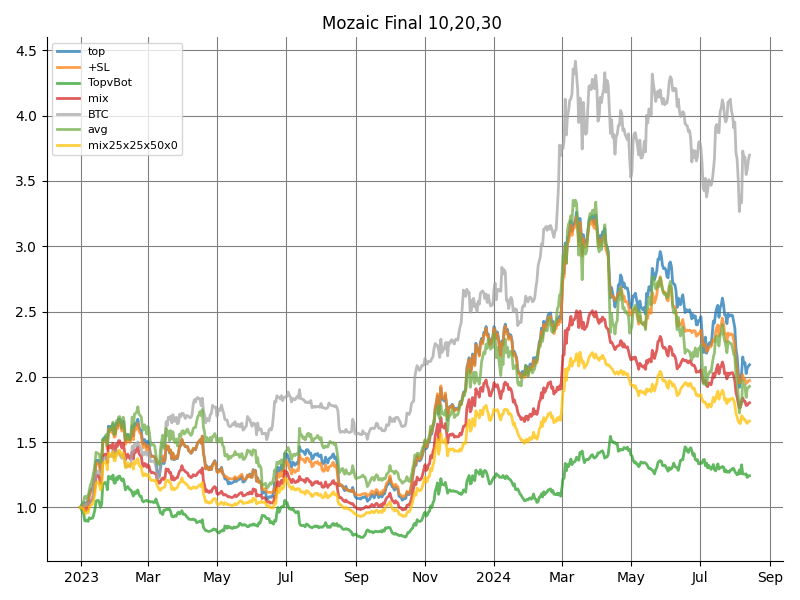 Mozaic Final 10,20,30
top
+SL
TopvBot
mix
BTC
avg
mix25x25x50x0
4.5
4.0
3.5
3.0
2.5
2.0
1.5
1.0
2023 Mar May Jul Sep Nov 2024 Mar May Jul Sep